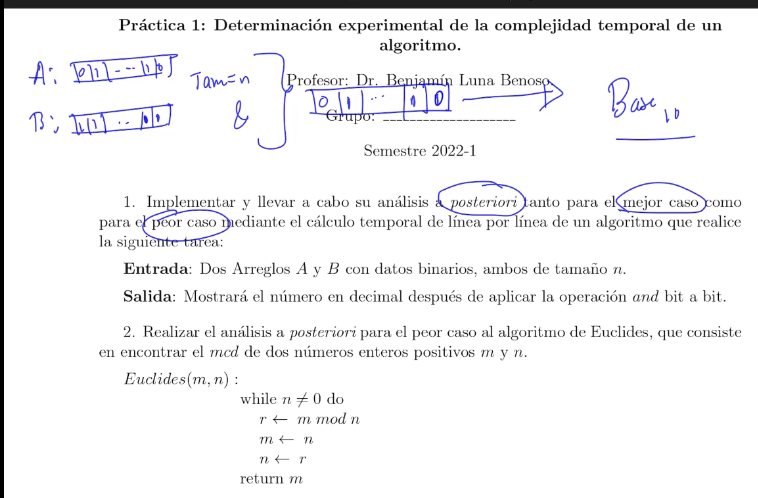 Práctica 1: Determinación experimental de la complejidad temporal de un
algoritmo.
A: 0 1 --- 1 0 Tam=n
Profesor: Dr. Benjamín Luna Benoso
B: 1 1 ... 0 1 & 0 1 ... 0 0 Base 10
Grupo:
Semestre 2022-1
1. Implementar y llevar a cabo su análisis a posteriori tanto para el mejor caso como
para el peor caso mediante el cálculo temporal de línea por línea de un algoritmo que realice
la siguiente tarea:
Entrada: Dos Arreglos A y B con datos binarios, ambos de tamaño n.
Salida: Mostrará el número en decimal después de aplicar la operación and bit a bit.
2. Realizar el análisis a posteriori para el peor caso al algoritmo de Euclides, que consiste
en encontrar el mcd de dos números enteros positivos m y n.
Euclides(m, n) :
while n ≠ 0 do
r ← m mod n
m ← n
n ← r
return m